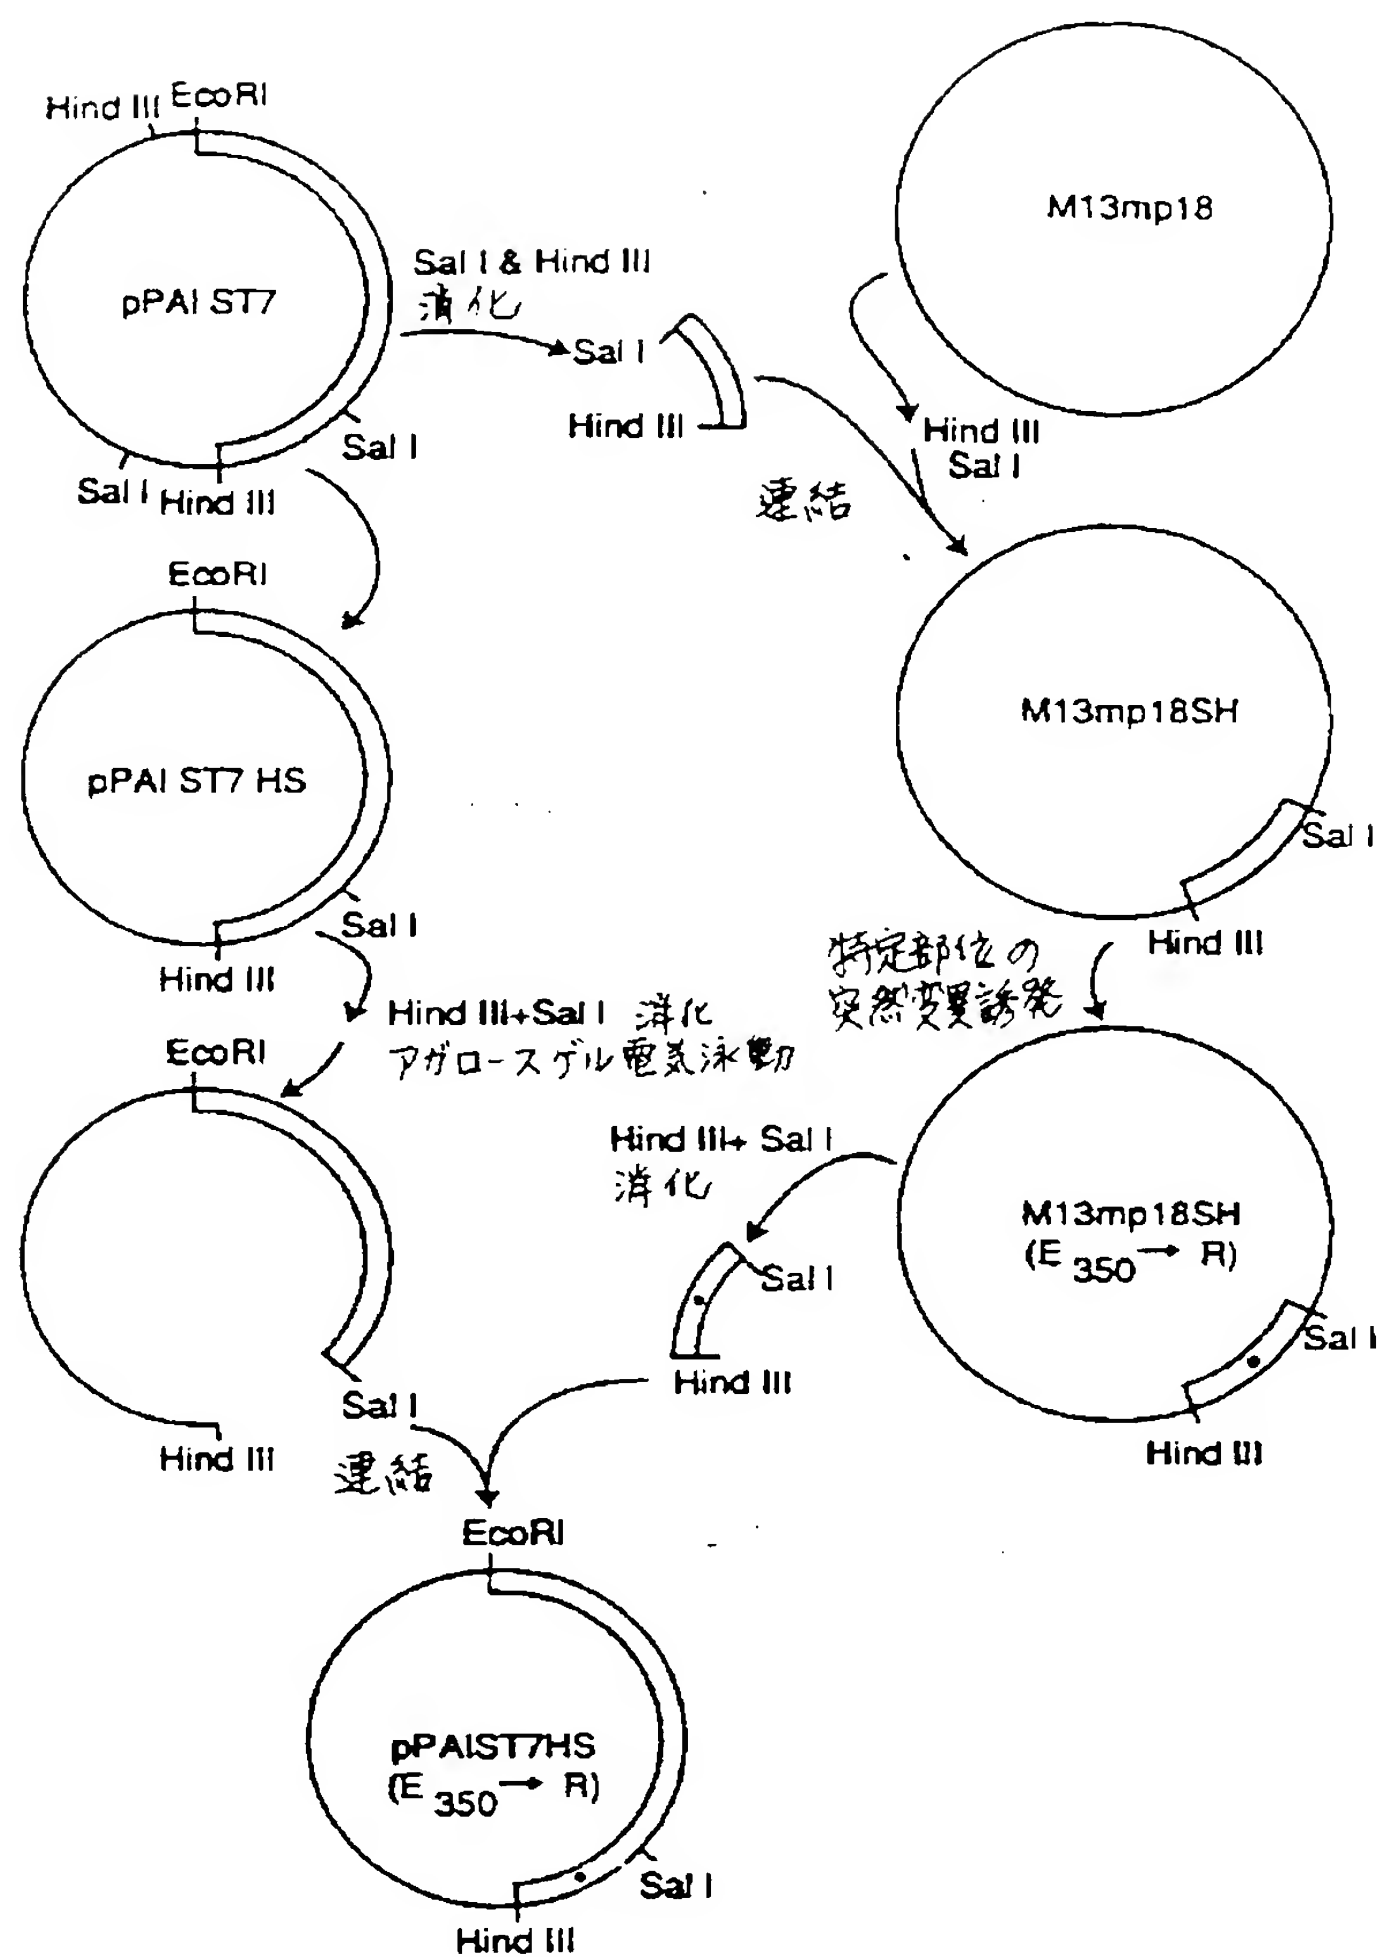 Hind III
EcoRI
pPAI ST7
Sal I & Hind III
消化
Sal I
Hind III
Sal I
Sal I
Hind III
M13mp18
Hind III
Sal I
連結
EcoRI
pPAI ST7 HS
Sal I
Hind III
M13mp18SH
Sal I
Hind III
特定部位の
突然変異誘発
Hind III+Sal I 消化
アガロースゲル電気泳動
EcoRI
Sal I
Hind III
Hind III+ Sal I
消化
Sal I
Hind III
M13mp18SH
(E 350 → R)
Sal I
Hind III
連結
EcoRI
pPAIST7HS
(E 350 → R)
Sal I
Hind III